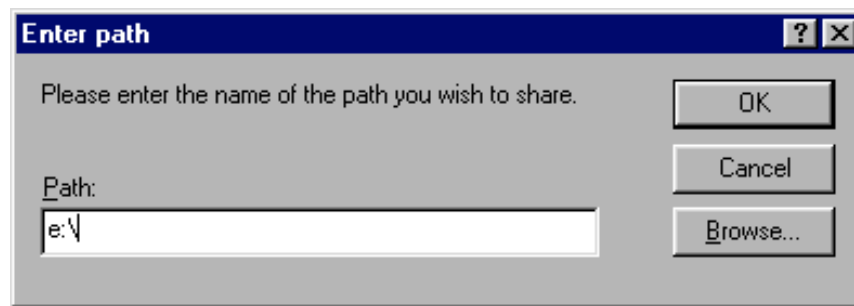 Enter path
Please enter the name of the path you wish to share.
OK
Cancel
Path:
e:\
Browse...